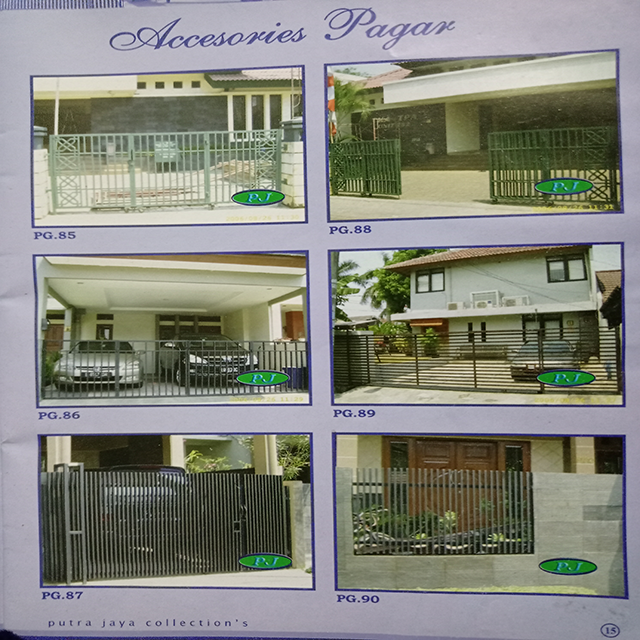 Accesories Pagar
PJ
PJ
PG.85
PG.88
PJ
PJ
PG.86
PG.89
PJ
PJ
PG.87
PG.90
putra jaya collection's
15